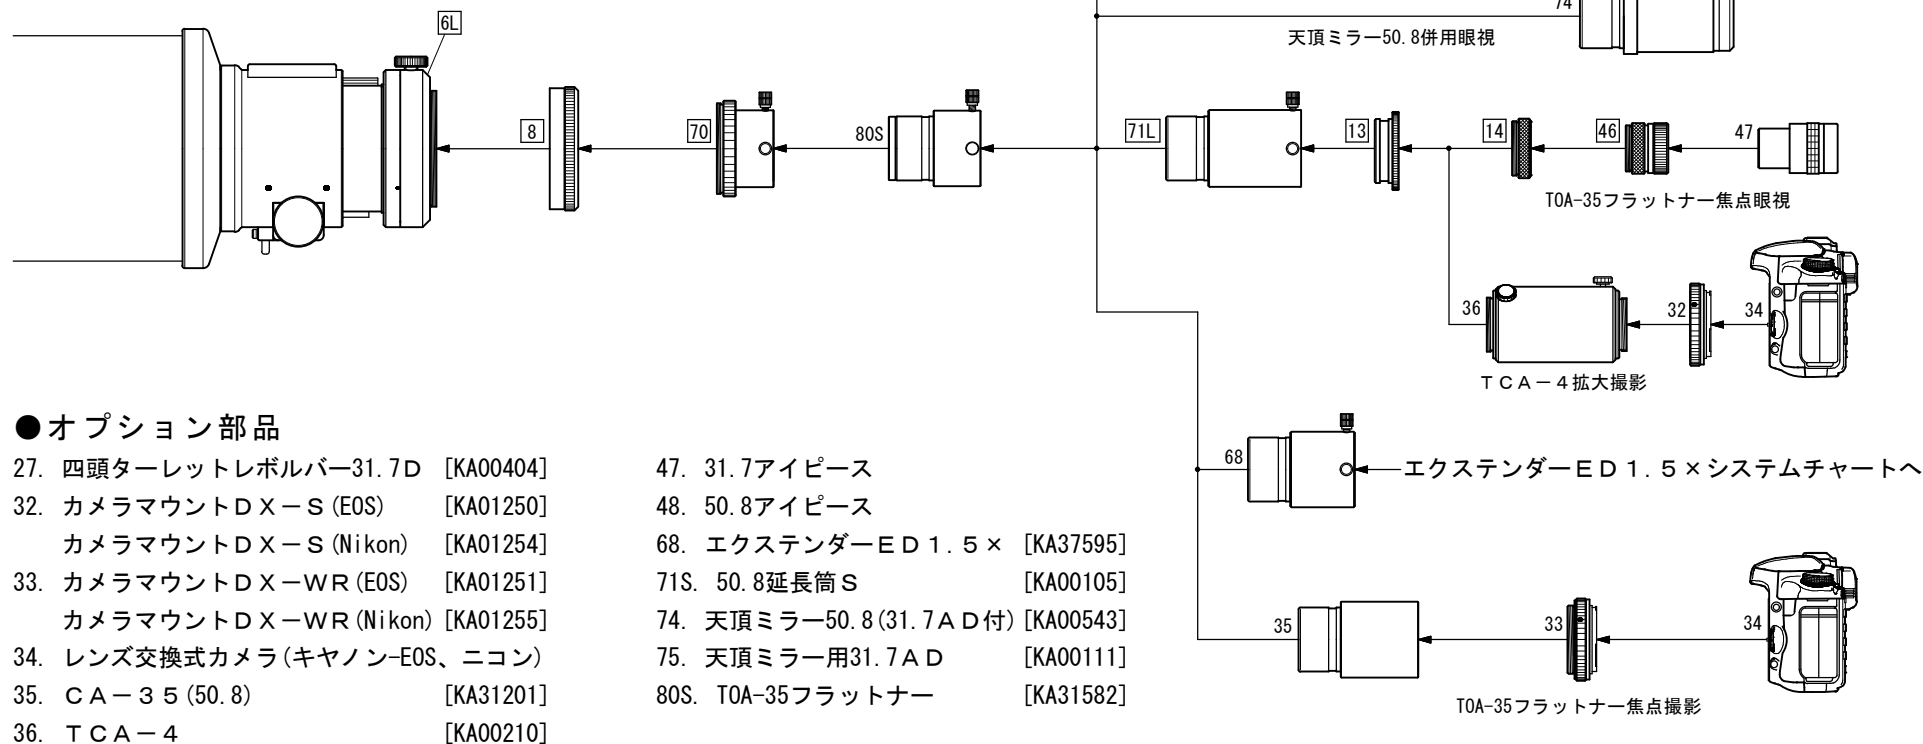 74
天頂ミラー50.8併用眼視
6L
8
70
80S
71L
13
14
46
47
TOA-35フラットナー焦点眼視
36
32
34
ＴＣＡ－４拡大撮影
68
エクステンダーＥＤ１.５×システムチャートへ
35
33
34
TOA-35フラットナー焦点撮影
●オプション部品
27. 四頭ターレットレボルバー31.7Ｄ [KA00404]
32. カメラマウントＤＸ－Ｓ(EOS) [KA01250]
カメラマウントＤＸ－Ｓ(Nikon) [KA01254]
33. カメラマウントＤＸ－ＷＲ(EOS) [KA01251]
カメラマウントＤＸ－ＷＲ(Nikon) [KA01255]
34. レンズ交換式カメラ(キヤノン-EOS、ニコン)
35. ＣＡ－３５(50.8) [KA31201]
36. ＴＣＡ－４ [KA00210]
47. 31.7アイピース
48. 50.8アイピース
68. エクステンダーＥＤ１.５× [KA37595]
71S. 50.8延長筒Ｓ [KA00105]
74. 天頂ミラー50.8(31.7ＡＤ付) [KA00543]
75. 天頂ミラー用31.7ＡＤ [KA00111]
80S. TOA-35フラットナー [KA31582]